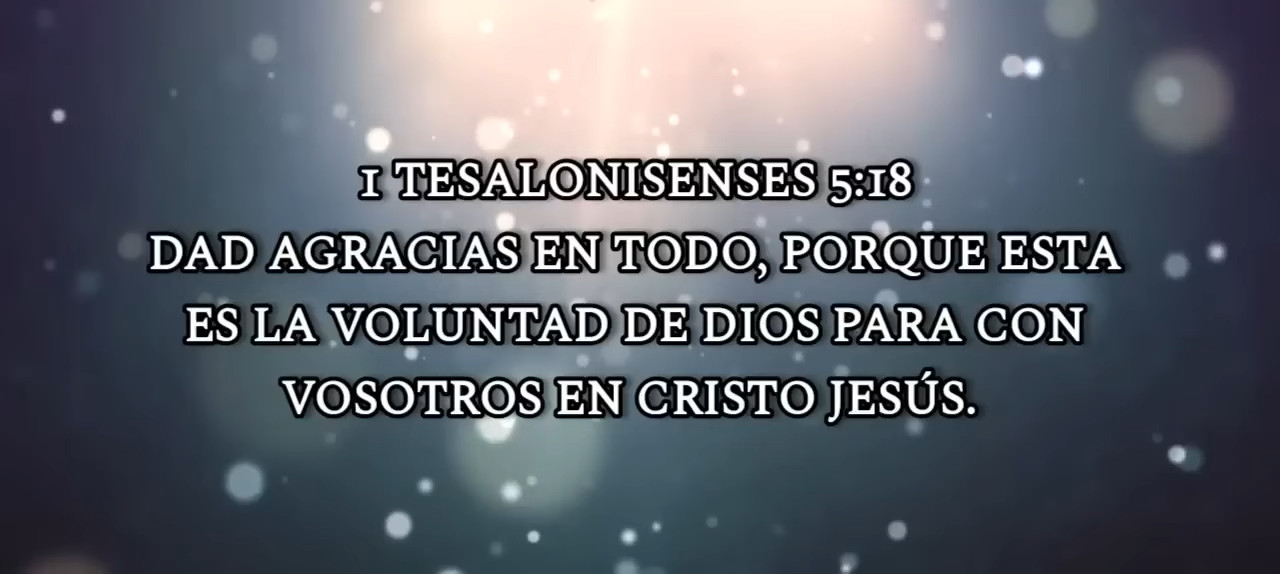 1 TESALONISENSES 5:18
DAD AGRACIAS EN TODO, PORQUE ESTA
ES LA VOLUNTAD DE DIOS PARA CON
VOSOTROS EN CRISTO JESÚS.